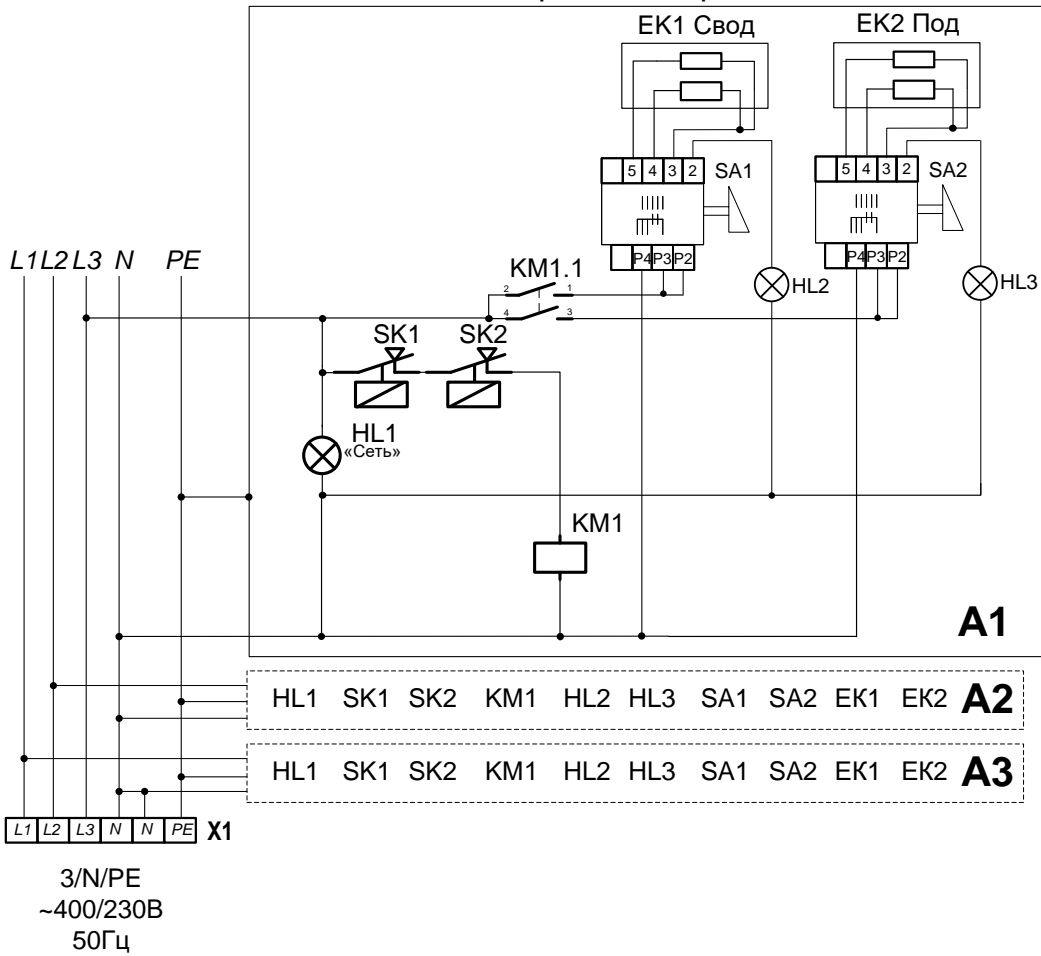 EK1 Свод EK2 Под
5 4 3 2 SA1 5 4 3 2 SA2
P4 P3 P2 P4 P3 P2
L1 L2 L3 N PE
KM1.1
2 1
HL2 HL3
4 3
SK1 SK2
HL1
«Сеть»
KM1
A1
HL1 SK1 SK2 KM1 HL2 HL3 SA1 SA2 EK1 EK2 A2
HL1 SK1 SK2 KM1 HL2 HL3 SA1 SA2 EK1 EK2 A3
L1 L2 L3 N N PE X1
3/N/PE
~400/230В
50Гц